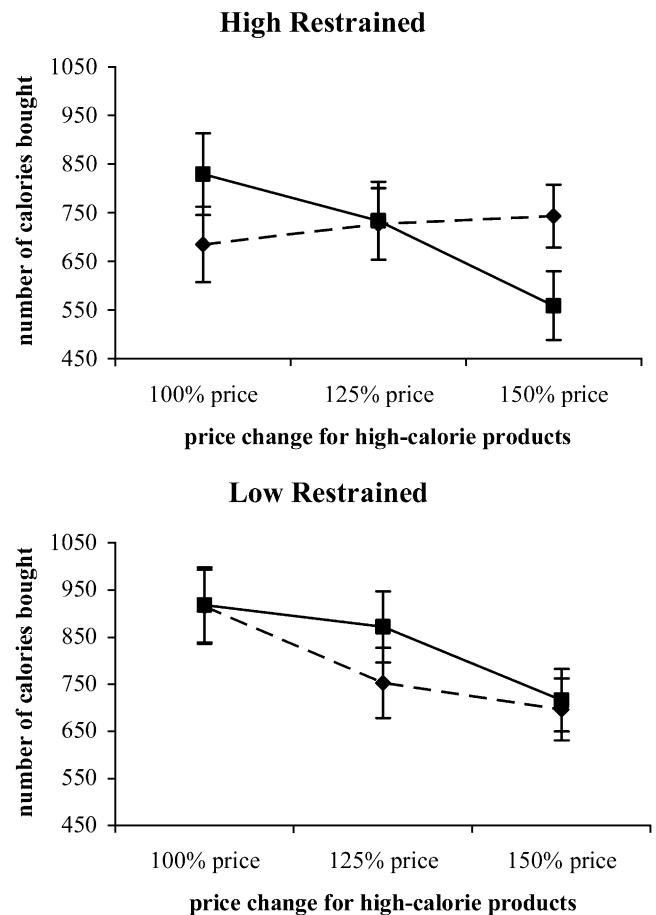 High Restrained
number of calories bought
1050
950
850
750
650
550
450
100% price 125% price 150% price
price change for high-calorie products
Low Restrained
number of calories bought
1050
950
850
750
650
550
450
100% price 125% price 150% price
price change for high-calorie products